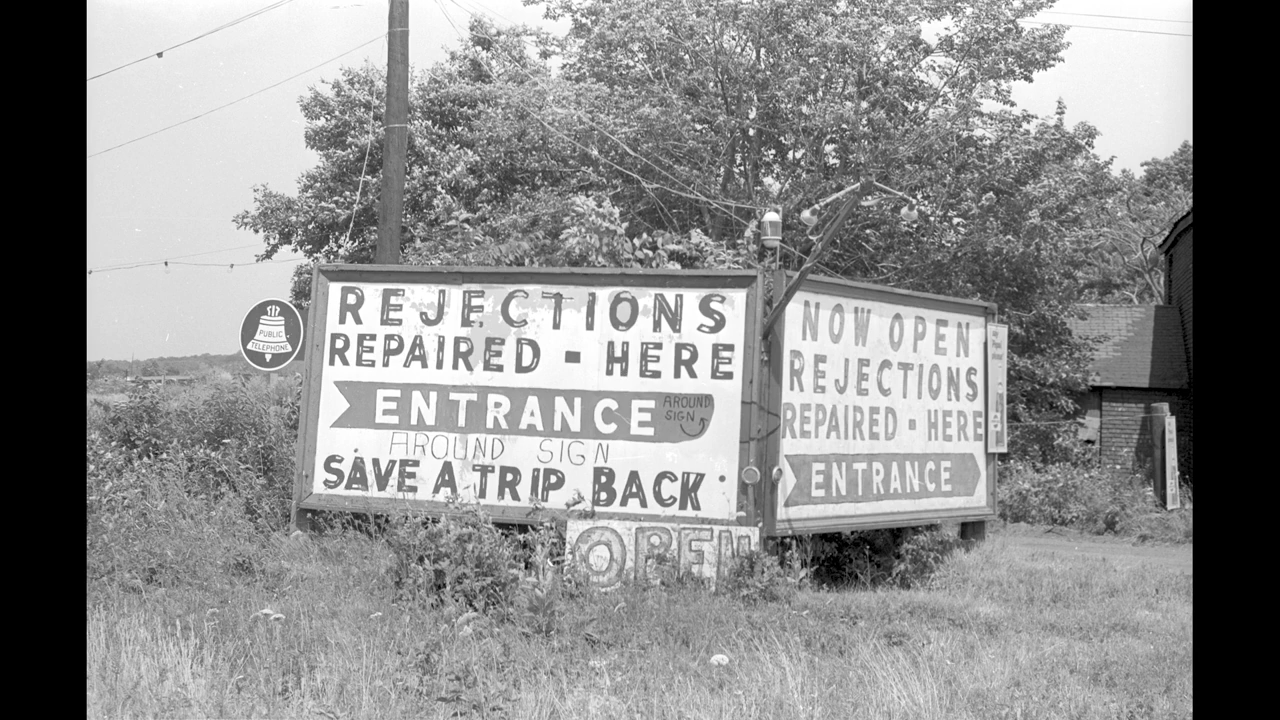 PUBLIC
TELEPHONE
REJECTIONS
REPAIRED - HERE
ENTRANCE
AROUND
SIGN
AROUND SIGN
SAVE A TRIP BACK
OPEN
NOW OPEN
REJECTIONS
REPAIRED - HERE
ENTRANCE